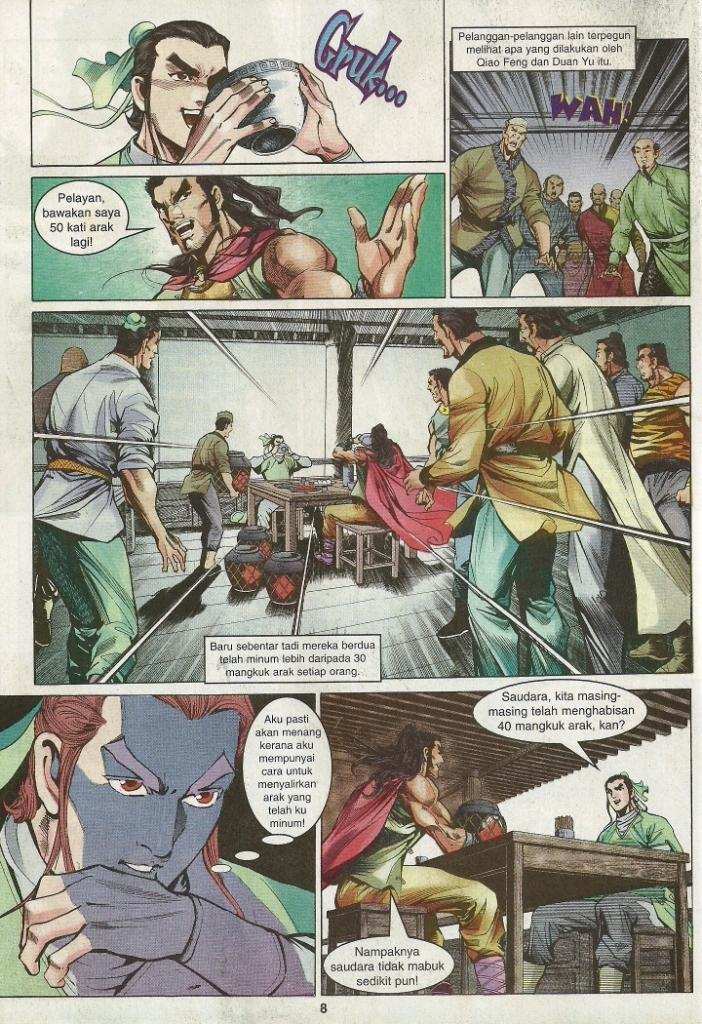 Gruk...
Pelanggan-pelanggan lain terpegun
melihat apa yang dilakukan oleh
Qiao Feng dan Duan Yu itu.
WAH!
Pelayan,
bawakan saya
50 kati arak
lagi!
Baru sebentar tadi mereka berdua
telah minum lebih daripada 30
mangkuk arak setiap orang.
Aku pasti
akan menang
kerana aku
mempunyai
cara untuk
menyalirkan
arak yang
telah ku
minum!
Saudara, kita masing-
masing telah menghabisan
40 mangkuk arak, kan?
Nampaknya
saudara tidak mabuk
sedikit pun!
8